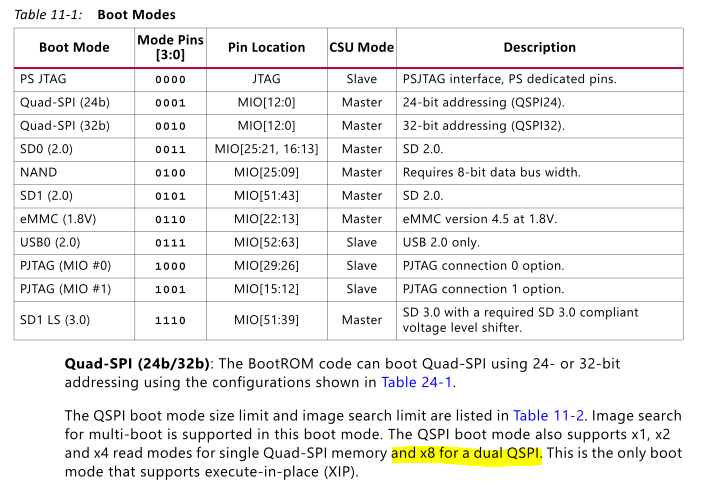 Table 11-1: Boot Modes
Boot Mode Mode Pins [3:0] Pin Location CSU Mode Description
PS JTAG 0000 JTAG Slave PSJTAG interface, PS dedicated pins.
Quad-SPI (24b) 0001 MIO[12:0] Master 24-bit addressing (QSPI24).
Quad-SPI (32b) 0010 MIO[12:0] Master 32-bit addressing (QSPI32).
SD0 (2.0) 0011 MIO[25:21, 16:13] Master SD 2.0.
NAND 0100 MIO[25:09] Master Requires 8-bit data bus width.
SD1 (2.0) 0101 MIO[51:43] Master SD 2.0.
eMMC (1.8V) 0110 MIO[22:13] Master eMMC version 4.5 at 1.8V.
USB0 (2.0) 0111 MIO[52:63] Slave USB 2.0 only.
PJTAG (MIO #0) 1000 MIO[29:26] Slave PJTAG connection 0 option.
PJTAG (MIO #1) 1001 MIO[15:12] Slave PJTAG connection 1 option.
SD1 LS (3.0) 1110 MIO[51:39] Master SD 3.0 with a required SD 3.0 compliant
voltage level shifter.
Quad-SPI (24b/32b): The BootROM code can boot Quad-SPI using 24- or 32-bit
addressing using the configurations shown in Table 24-1.
The QSPI boot mode size limit and image search limit are listed in Table 11-2. Image search
for multi-boot is supported in this boot mode. The QSPI boot mode also supports x1, x2
and x4 read modes for single Quad-SPI memory and x8 for a dual QSPI. This is the only boot
mode that supports execute-in-place (XIP).